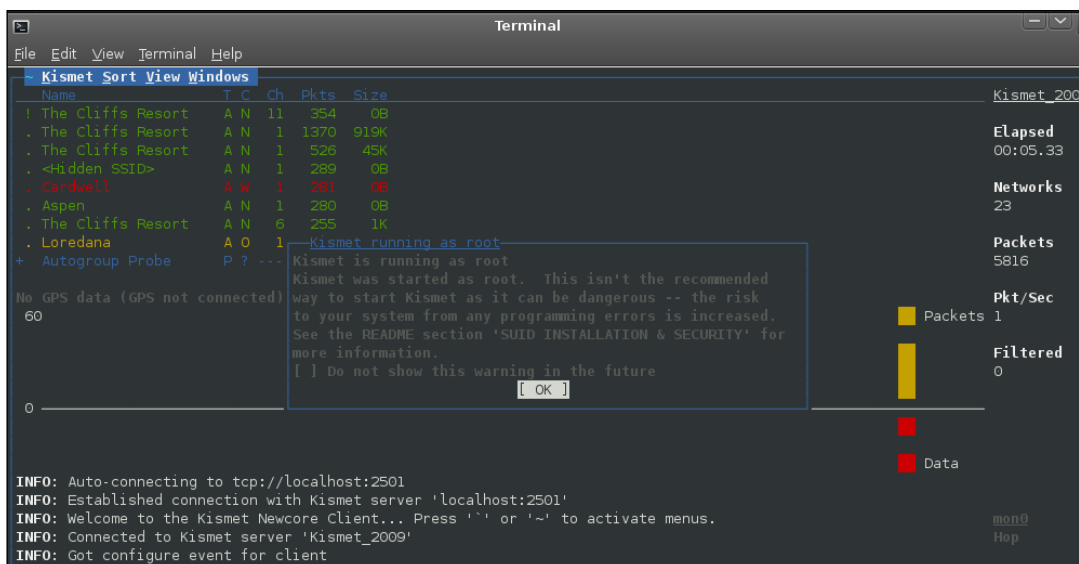 Terminal
File Edit View Terminal Help
~ Kismet Sort View Windows
Name T C Ch Pkts Size
! The Cliffs Resort A N 11 354 0B
. The Cliffs Resort A N 1 1370 919K
. The Cliffs Resort A N 1 526 45K
. <Hidden SSID> A N 1 289 0B
. Cardwell A W 1 281 0B
. Aspen A N 1 280 0B
. The Cliffs Resort A N 6 255 1K
. Loredana A O 1
+ Autogroup Probe P ? ---
No GPS data (GPS not connected)
60
0
Kismet running as root
Kismet is running as root
Kismet was started as root. This isn't the recommended
way to start Kismet as it can be dangerous -- the risk
to your system from any programming errors is increased.
See the README section 'SUID INSTALLATION & SECURITY' for
more information.
[ ] Do not show this warning in the future
[ OK ]
Packets
Data
Kismet_200
Elapsed
00:05.33
Networks
23
Packets
5816
Pkt/Sec
1
Filtered
0
mon0
Hop
INFO: Auto-connecting to tcp://localhost:2501
INFO: Established connection with Kismet server 'localhost:2501'
INFO: Welcome to the Kismet Newcore Client... Press '`' or '~' to activate menus.
INFO: Connected to Kismet server 'Kismet_2009'
INFO: Got configure event for client